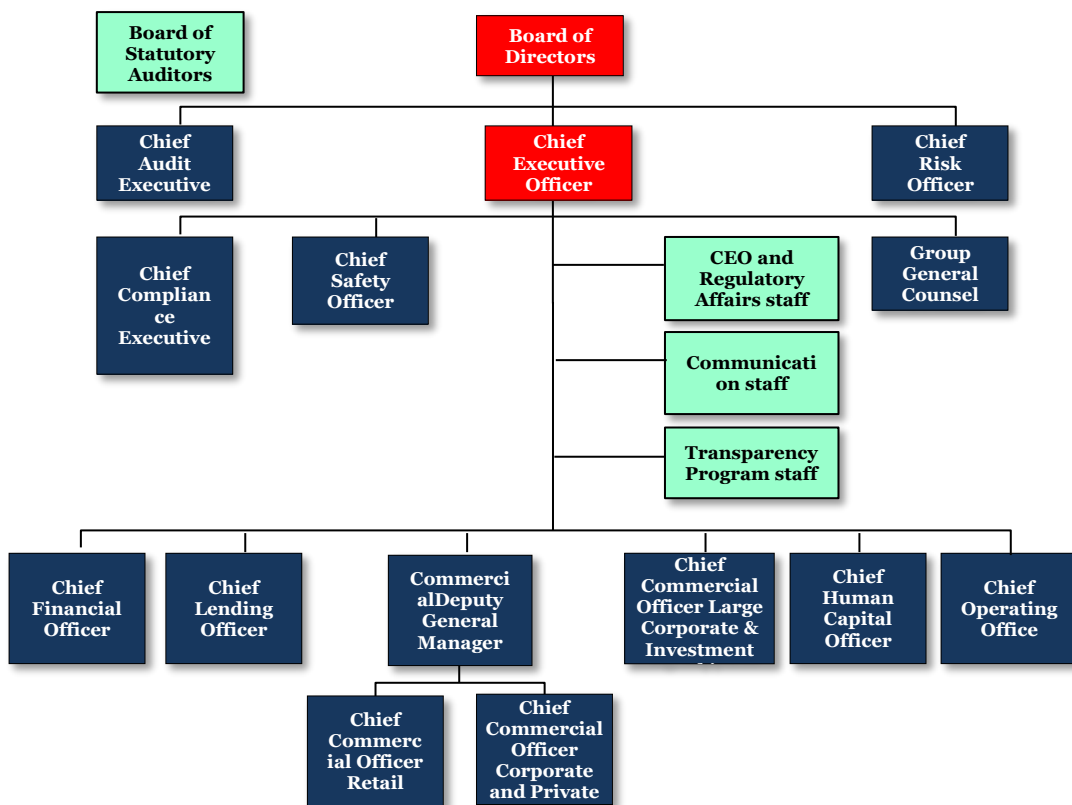 Board of
Statutory
Auditors
Board of
Directors
Chief
Audit
Executive
Chief
Executive
Officer
Chief
Risk
Officer
Chief
Complian
ce
Executive
Chief
Safety
Officer
CEO and
Regulatory
Affairs staff
Group
General
Counsel
Communicati
on staff
Transparency
Program staff
Chief
Financial
Officer
Chief
Lending
Officer
Commerci
alDeputy
General
Manager
Chief
Commercial
Officer Large
Corporate &
Investment
Chief
Human
Capital
Officer
Chief
Operating
Office
Chief
Commerc
ial Officer
Retail
Chief
Commercial
Officer
Corporate
and Private